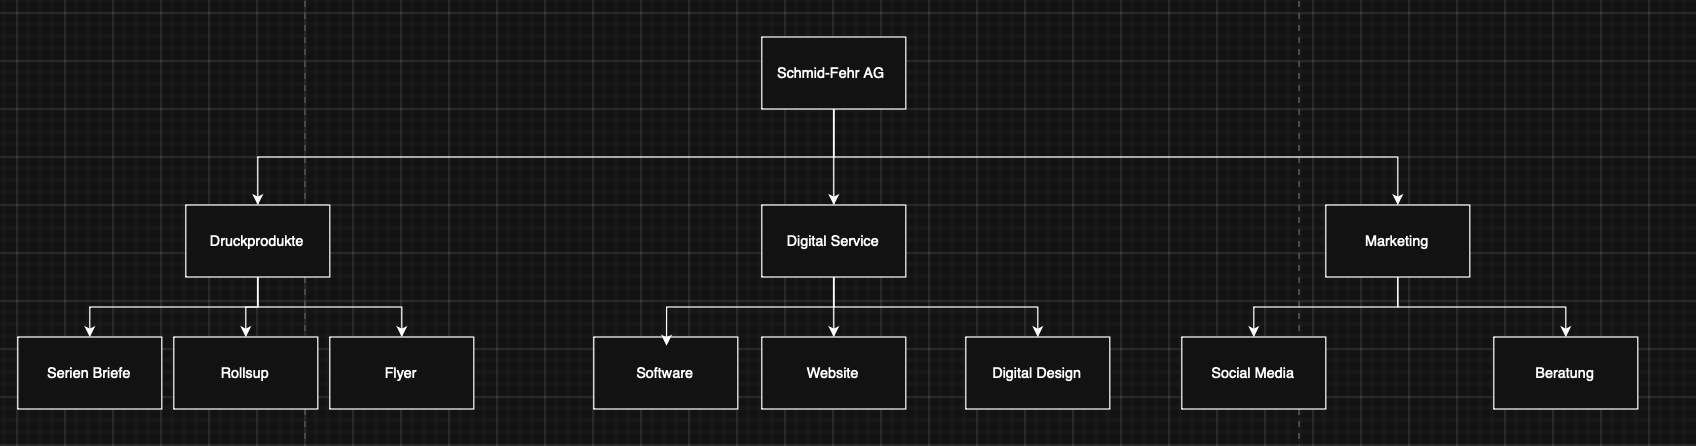 Schmid-Fehr AG
Druckprodukte
Digital Service
Marketing
Serien Briefe
Rollsup
Flyer
Software
Website
Digital Design
Social Media
Beratung